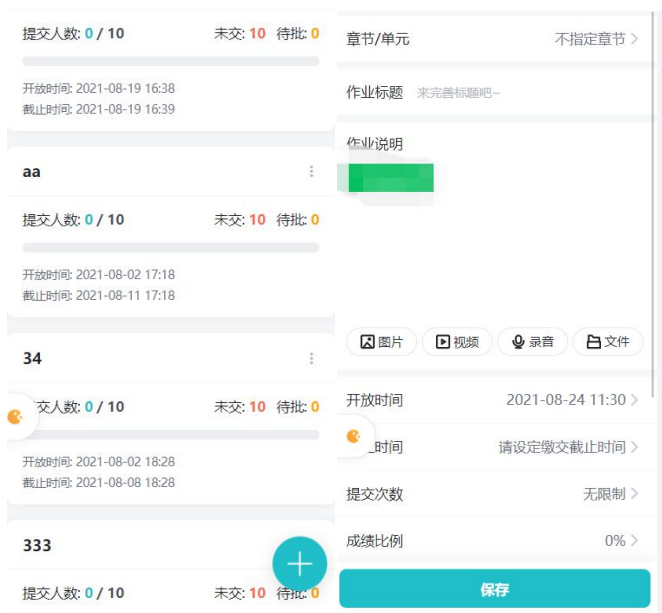 提交人数: 0 / 10 未交: 10 待批: 0
开放时间: 2021-08-19 16:38
截止时间: 2021-08-19 16:39
aa
提交人数: 0 / 10 未交: 10 待批: 0
开放时间: 2021-08-02 17:18
截止时间: 2021-08-11 17:18
34
交人数: 0 / 10 未交: 10 待批: 0
开放时间: 2021-08-02 18:28
截止时间: 2021-08-08 18:28
333
提交人数: 0 / 10 未交: 10 待批: 0
章节/单元 不指定章节
作业标题 来完善标题吧~
作业说明
图片 视频 录音 文件
开放时间 2021-08-24 11:30
止时间 请设定缴交截止时间
提交次数 无限制
成绩比例 0%
保存